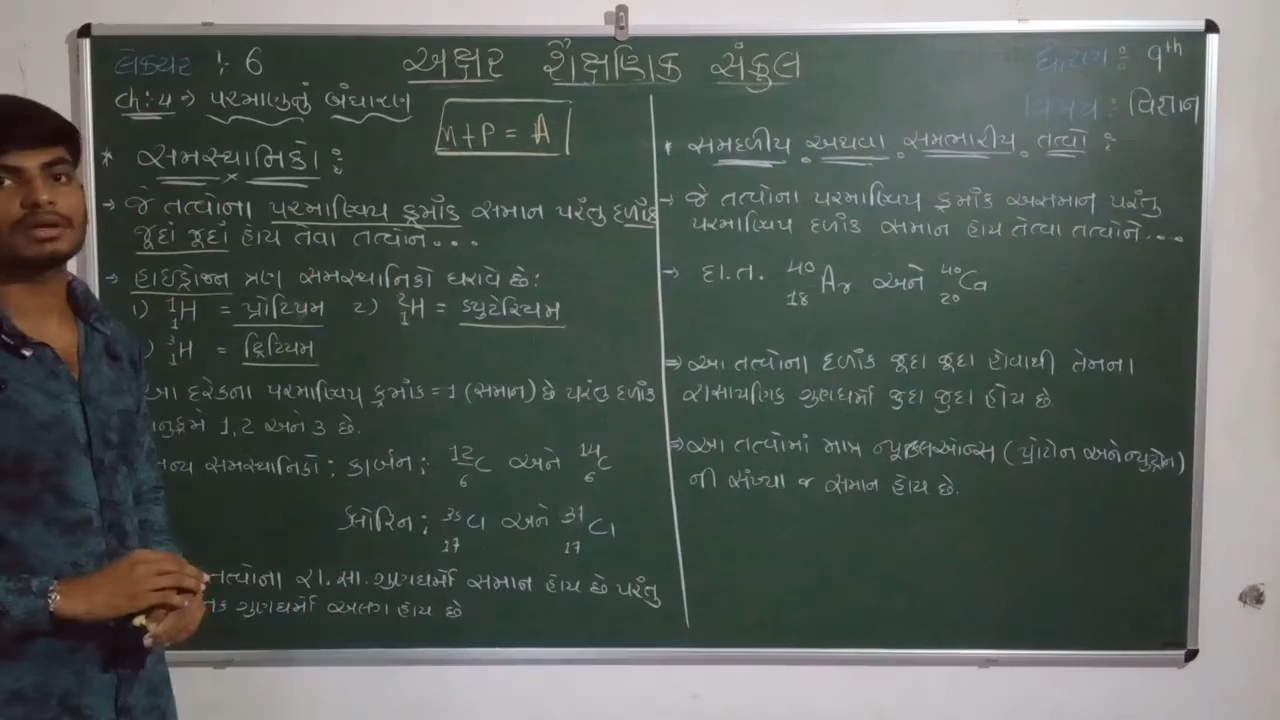 લેક્ચર :- 6
અક્ષર શૈક્ષણિક સંકુલ
ધોરણ : 9th
વિષય : વિજ્ઞાન
ch:4 ⇒ પરમાણુનું બંધારણ
n+p = A
* સમસ્થાનિકો :
→ જે તત્વોના પરમાણ્વિય ક્રમાંક સમાન પરંતુ દળાંક
જૂદાં જૂદાં હોય તેવા તત્વોને...
→ હાઇડ્રોજન ત્રણ સમસ્થાનિકો ધરાવે છે:
1) ¹₁H = પ્રોટિયમ 2) ²₁H = ડ્યુટેરિયમ
) ³₁H = ટ્રિટિયમ
આ દરેકના પરમાણ્વિય ક્રમાંક = 1 (સમાન) છે પરંતુ દળાંક
નુક્રમે 1,2 અને 3 છે.
ન્ય સમસ્થાનિકો: કાર્બન: ¹²₆C અને ¹⁴₆C
ક્લોરિન: ³⁵₁₇Cl અને ³⁷₁₇Cl
તત્વોના રા.સા. ગુણધર્મો સમાન હોય છે પરંતુ
તિક ગુણધર્મો અલગ હોય છે
* સમદળીય અથવા સમભારીય તત્વો :
→ જે તત્વોના પરમાણ્વિય ક્રમાંક અસમાન પરંતુ
પરમાણ્વિય દળાંક સમાન હોય તેવા તત્વોને...
→ દા.ત. ⁴⁰₁₈Ar અને ⁴⁰₂₀Ca
⇒ આ તત્વોના દળાંક જૂદા જૂદા હોવાથી તેમના
રાસાયણિક ગુણધર્મો જુદા જુદા હોય છે.
⇒ આ તત્વોમાં માત્ર ન્યૂક્લિઓન્સ (પ્રોટોન અને ન્યુટ્રોન)
ની સંખ્યા જ સમાન હોય છે.